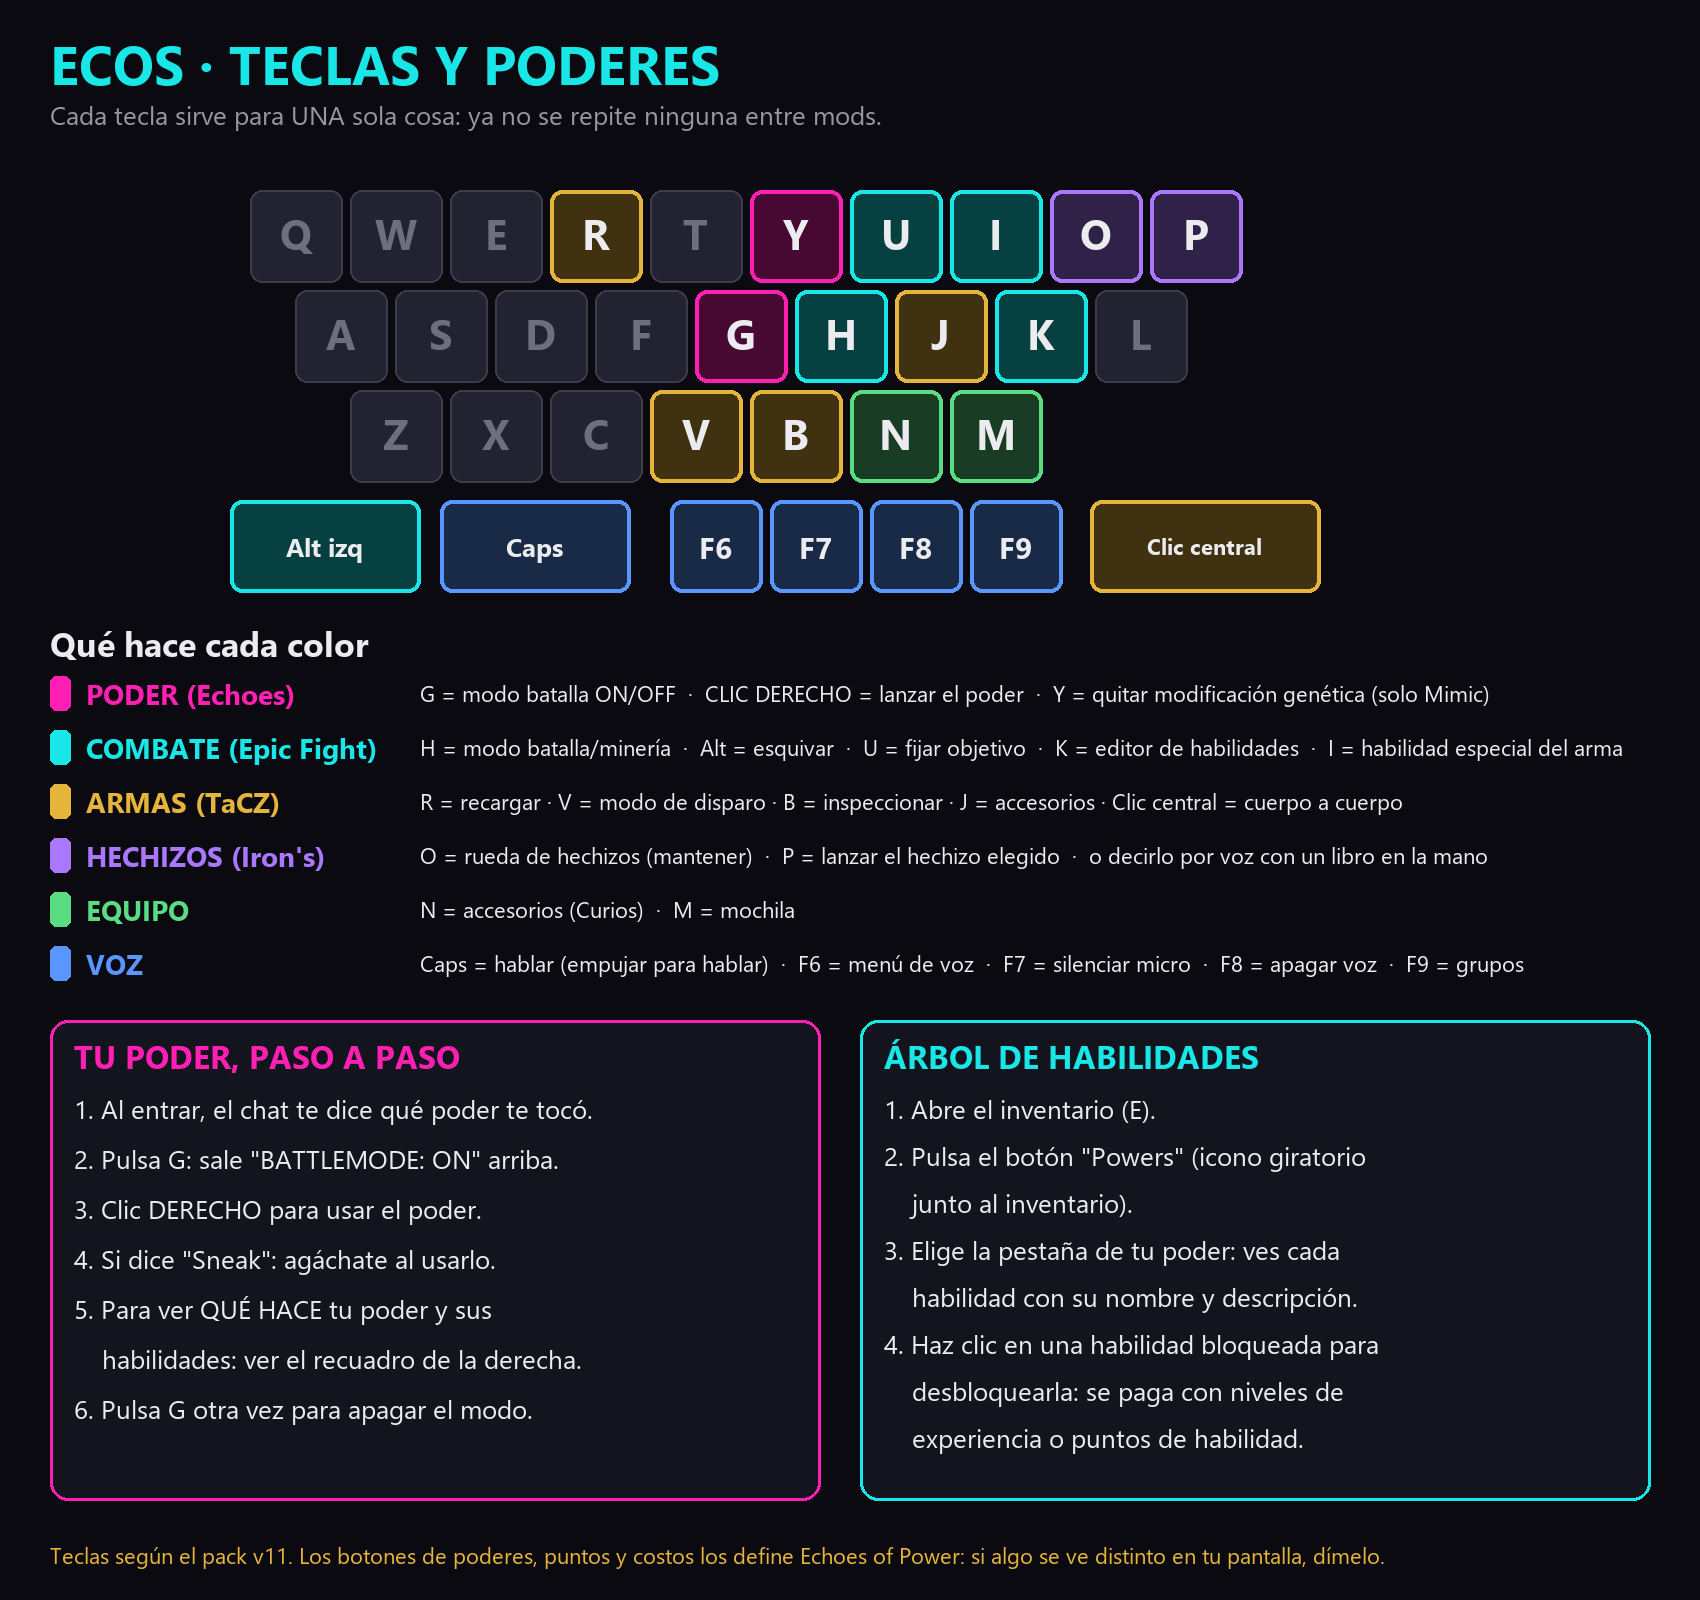 ECOS · TECLAS Y PODERES
Cada tecla sirve para UNA sola cosa: ya no se repite ninguna entre mods.
Q W E R T Y U I O P
A S D F G H J K L
Z X C V B N M
Alt izq Caps F6 F7 F8 F9 Clic central
Qué hace cada color
PODER (Echoes) G = modo batalla ON/OFF · CLIC DERECHO = lanzar el poder · Y = quitar modificación genética (solo Mimic)
COMBATE (Epic Fight) H = modo batalla/minería · Alt = esquivar · U = fijar objetivo · K = editor de habilidades · I = habilidad especial del arma
ARMAS (TaCZ) R = recargar · V = modo de disparo · B = inspeccionar · J = accesorios · Clic central = cuerpo a cuerpo
HECHIZOS (Iron's) O = rueda de hechizos (mantener) · P = lanzar el hechizo elegido · o decirlo por voz con un libro en la mano
EQUIPO N = accesorios (Curios) · M = mochila
VOZ Caps = hablar (empujar para hablar) · F6 = menú de voz · F7 = silenciar micro · F8 = apagar voz · F9 = grupos
TU PODER, PASO A PASO
1. Al entrar, el chat te dice qué poder te tocó.
2. Pulsa G: sale "BATTLEMODE: ON" arriba.
3. Clic DERECHO para usar el poder.
4. Si dice "Sneak": agáchate al usarlo.
5. Para ver QUÉ HACE tu poder y sus
habilidades: ver el recuadro de la derecha.
6. Pulsa G otra vez para apagar el modo.
ÁRBOL DE HABILIDADES
1. Abre el inventario (E).
2. Pulsa el botón "Powers" (icono giratorio
junto al inventario).
3. Elige la pestaña de tu poder: ves cada
habilidad con su nombre y descripción.
4. Haz clic en una habilidad bloqueada para
desbloquearla: se paga con niveles de
experiencia o puntos de habilidad.
Teclas según el pack v11. Los botones de poderes, puntos y costos los define Echoes of Power: si algo se ve distinto en tu pantalla, dímelo.